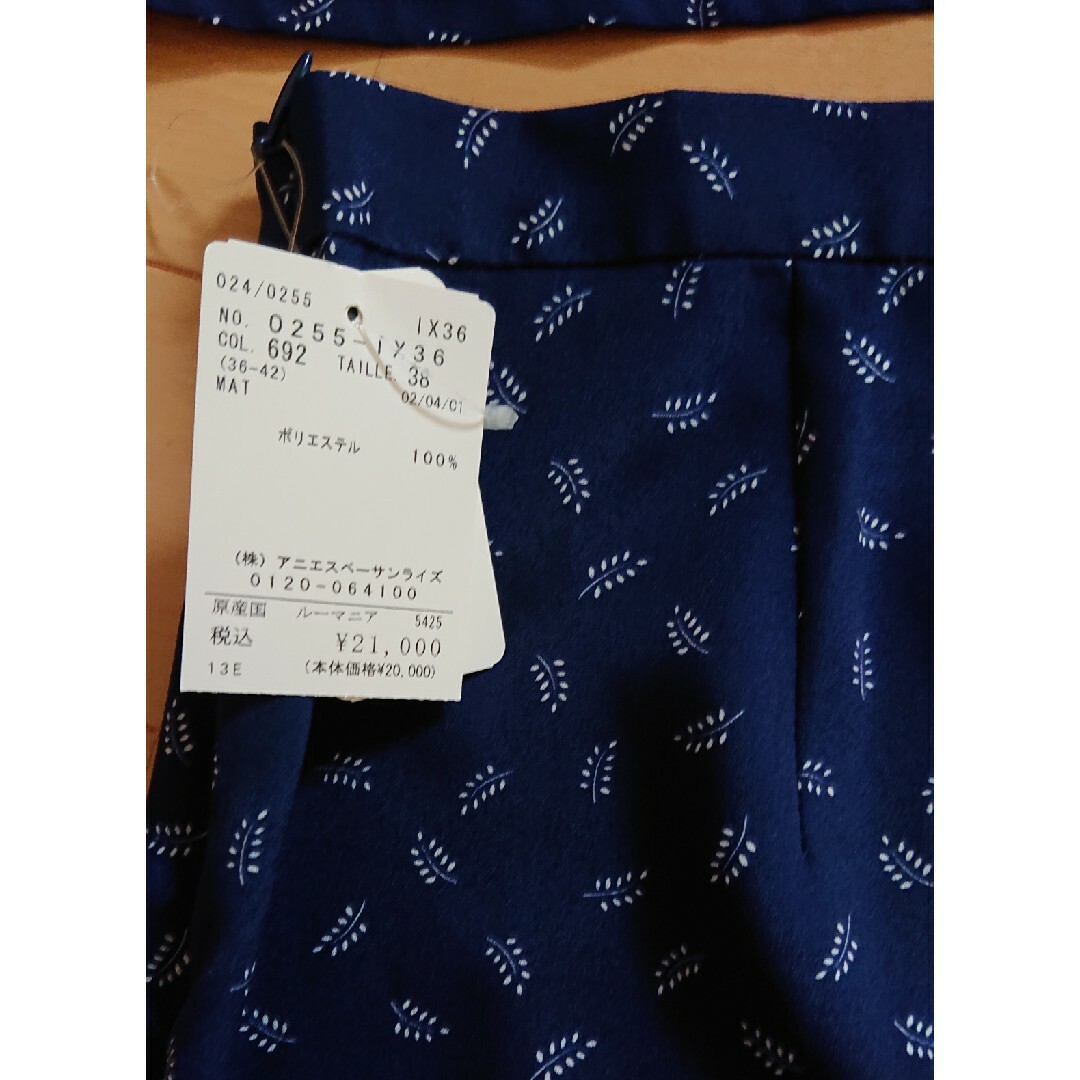 024/0255 IX36
NO. 0255-IX36
COL. 692 TAILLE. 38
(36-42) 02/04/01
MAT
ポリエステル 100%
(株) アニエスベーサンライズ
0120-064100
原産国 ルーマニア 5425
税込 ¥21,000
13E (本体価格¥20,000)